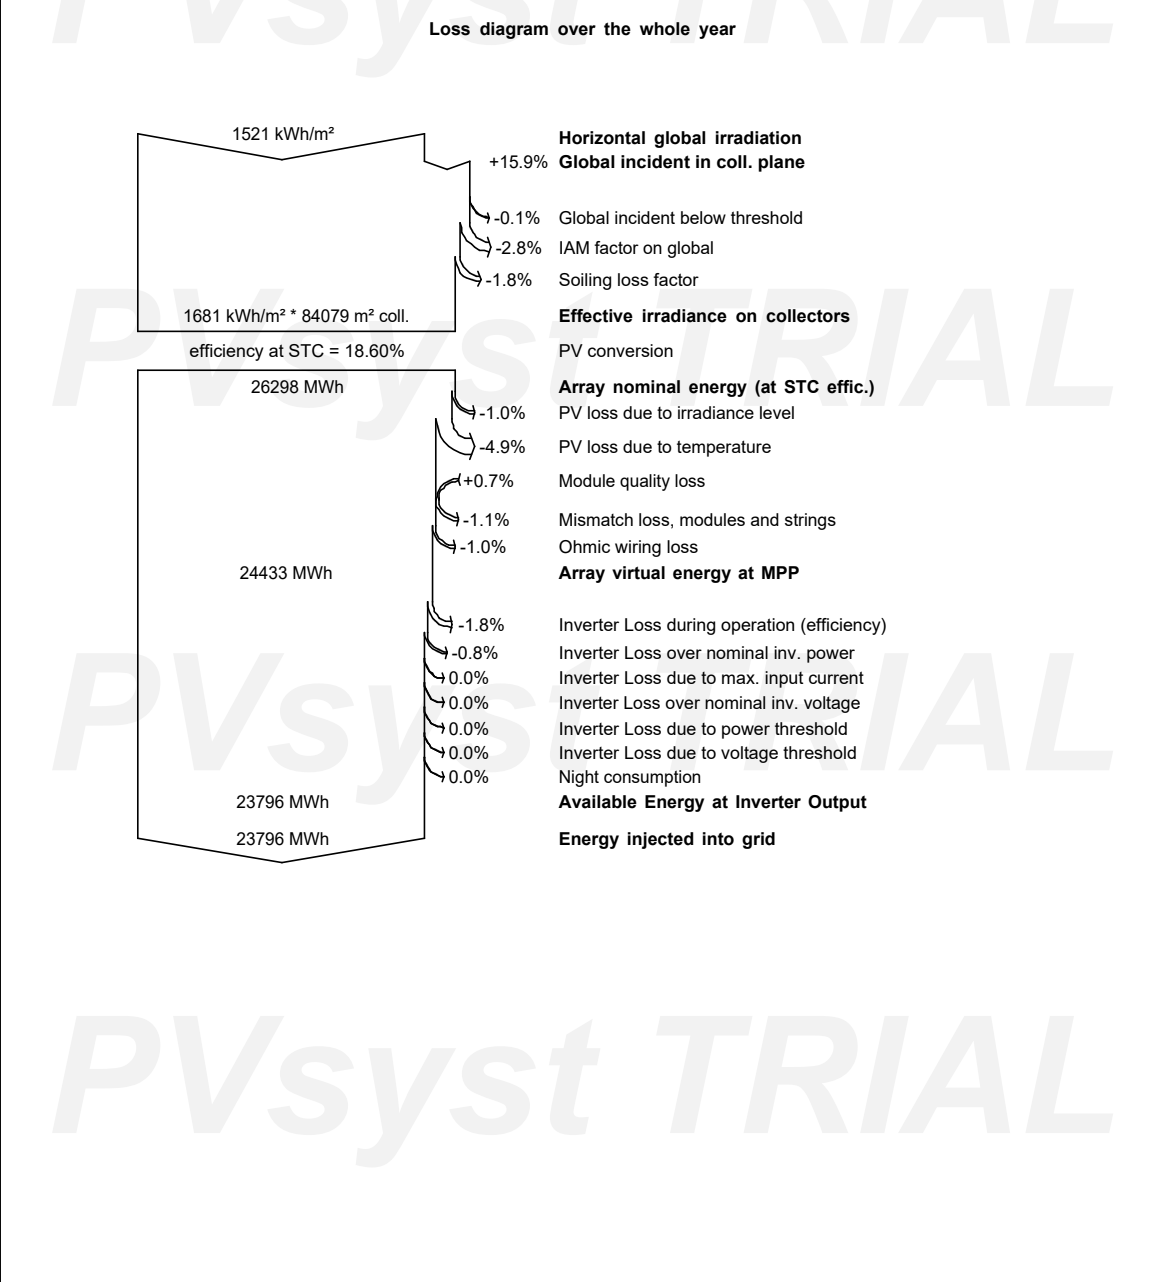 PVsyst TRIAL
Loss diagram over the whole year
1521 kWh/m²
Horizontal global irradiation
+15.9% Global incident in coll. plane
-0.1% Global incident below threshold
-2.8% IAM factor on global
-1.8% Soiling loss factor
PVsyst TRIAL
1681 kWh/m² * 84079 m² coll. Effective irradiance on collectors
efficiency at STC = 18.60% PV conversion
26298 MWh Array nominal energy (at STC effic.)
-1.0% PV loss due to irradiance level
-4.9% PV loss due to temperature
+0.7% Module quality loss
-1.1% Mismatch loss, modules and strings
-1.0% Ohmic wiring loss
24433 MWh Array virtual energy at MPP
-1.8% Inverter Loss during operation (efficiency)
-0.8% Inverter Loss over nominal inv. power
PVsyst TRIAL
0.0% Inverter Loss due to max. input current
0.0% Inverter Loss over nominal inv. voltage
0.0% Inverter Loss due to power threshold
0.0% Inverter Loss due to voltage threshold
0.0% Night consumption
23796 MWh Available Energy at Inverter Output
23796 MWh Energy injected into grid
PVsyst TRIAL